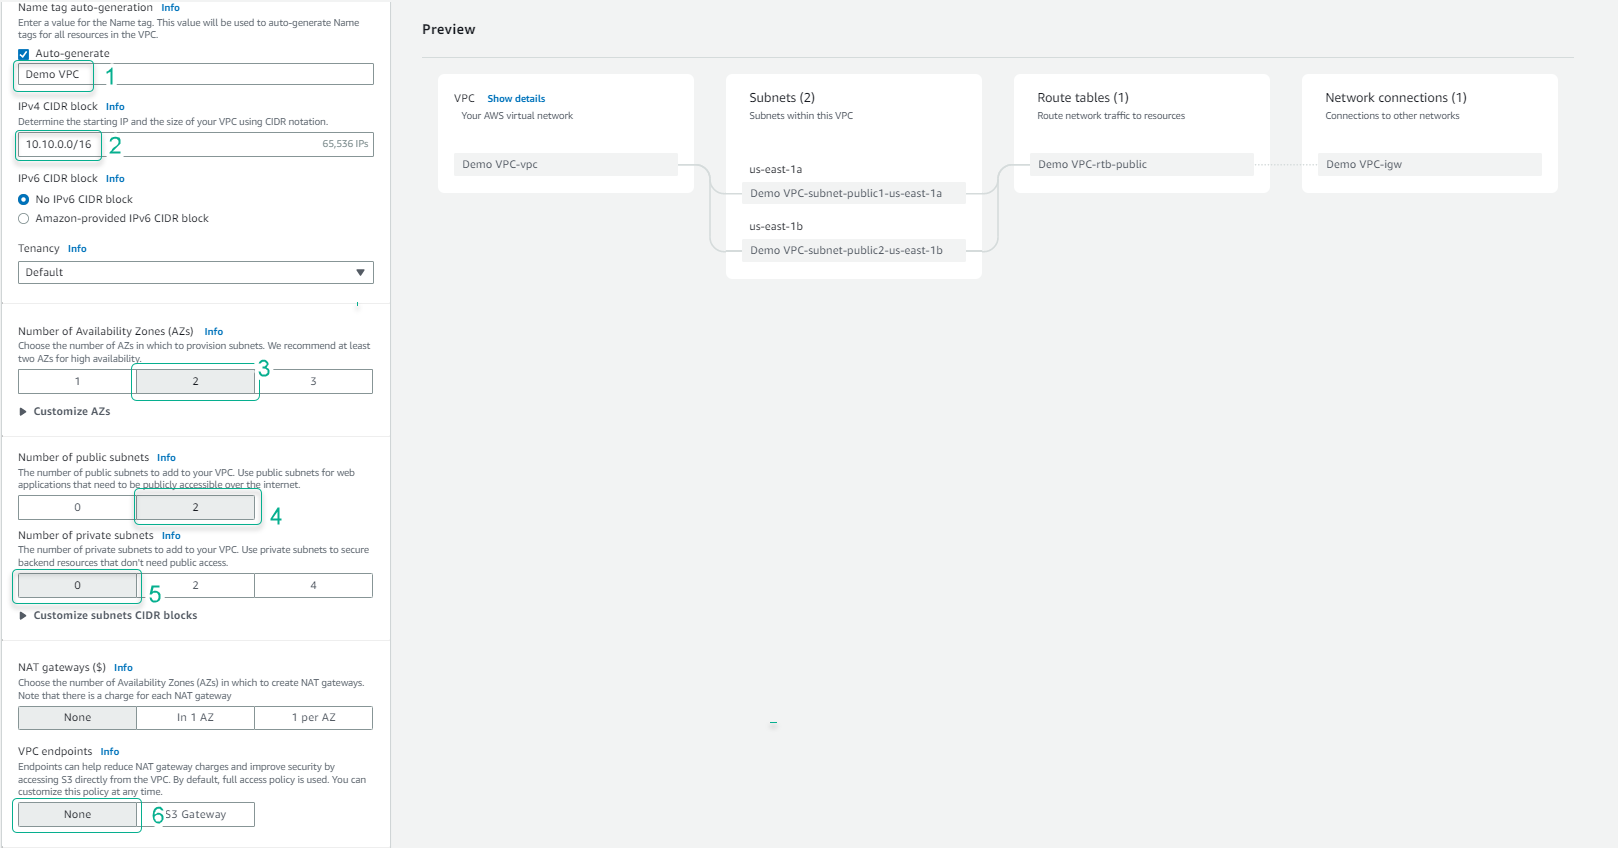 Name tag auto-generation Info
Enter a value for the Name tag. This value will be used to auto-generate Name
tags for all resources in the VPC.
Auto-generate
Demo VPC
1
IPv4 CIDR block Info
Determine the starting IP and the size of your VPC using CIDR notation.
10.10.0.0/16
2
65,536 IPs
IPv6 CIDR block Info
No IPv6 CIDR block
Amazon-provided IPv6 CIDR block
Tenancy Info
Default
Number of Availability Zones (AZs) Info
Choose the number of AZs in which to provision subnets. We recommend at least
two AZs for high availability.
3
1 2 3
Customize AZs
Number of public subnets Info
The number of public subnets to add to your VPC. Use public subnets for web
applications that need to be publicly accessible over the internet.
0 2
4
Number of private subnets Info
The number of private subnets to add to your VPC. Use private subnets to secure
backend resources that don't need public access.
0 2 4
5
Customize subnets CIDR blocks
NAT gateways ($) Info
Choose the number of Availability Zones (AZs) in which to create NAT gateways.
Note that there is a charge for each NAT gateway
None In 1 AZ 1 per AZ
VPC endpoints Info
Endpoints can help reduce NAT gateway charges and improve security by
accessing S3 directly from the VPC. By default, full access policy is used. You can
customize this policy at any time.
None 6 S3 Gateway
Preview
VPC Show details
Your AWS virtual network
Demo VPC-vpc
Subnets (2)
Subnets within this VPC
us-east-1a
Demo VPC-subnet-public1-us-east-1a
us-east-1b
Demo VPC-subnet-public2-us-east-1b
Route tables (1)
Route network traffic to resources
Demo VPC-rtb-public
Network connections (1)
Connections to other networks
Demo VPC-igw